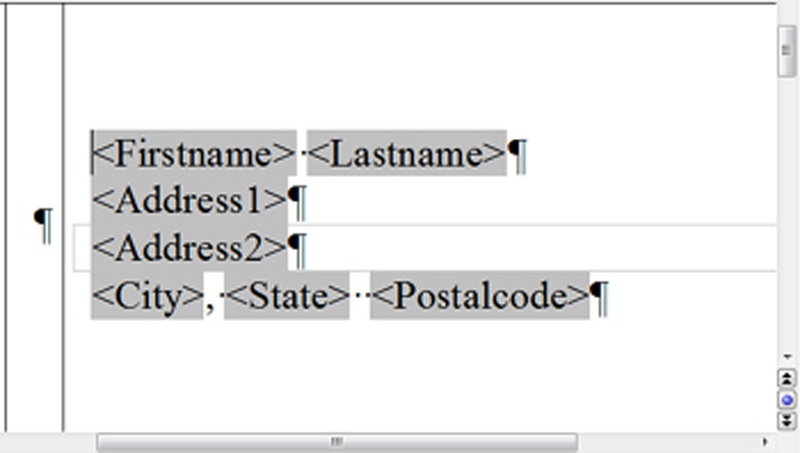 <Firstname> <Lastname>¶
<Address1>¶
¶
<Address2>¶
<City>, <State>  <Postalcode>¶